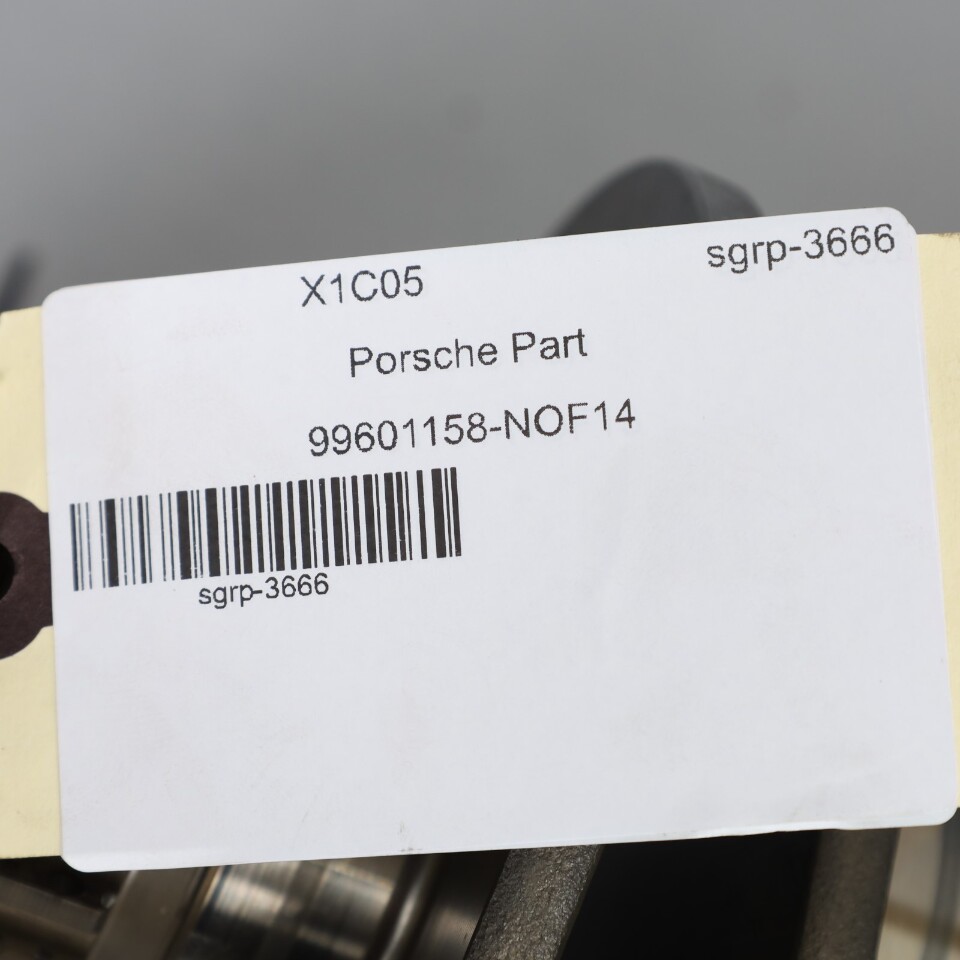 X1C05
sgrp-3666
Porsche Part
99601158-NOF14
sgrp-3666